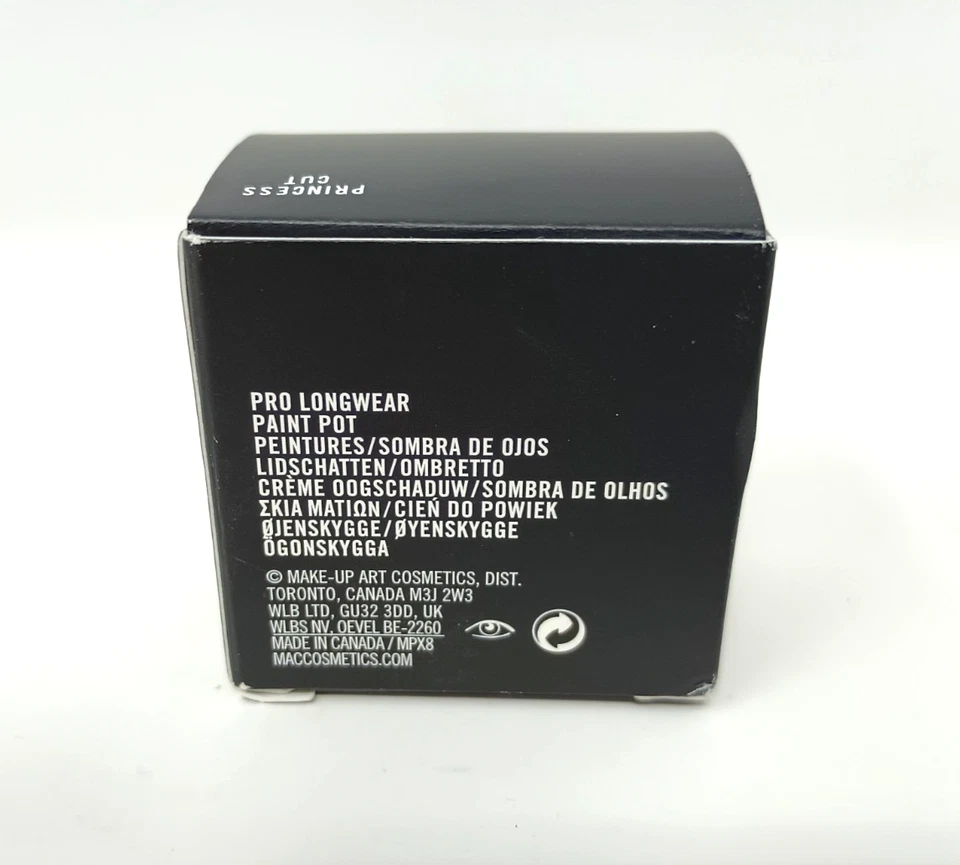 PRINCESS
CUT
PRO LONGWEAR
PAINT POT
PEINTURES/SOMBRA DE OJOS
LIDSCHATTEN/OMBRETTO
CRÈME OOGSCHADUW/SOMBRA DE OLHOS
ΣΚΙΑ ΜΑΤΙΩΝ/CIEŃ DO POWIEK
ØJENSKYGGE/ØYENSKYGGE
ÖGONSKYGGA
© MAKE-UP ART COSMETICS, DIST.
TORONTO, CANADA M3J 2W3
WLB LTD, GU32 3DD, UK
WLBS NV. OEVEL BE-2260
MADE IN CANADA / MPX8
MACCOSMETICS.COM